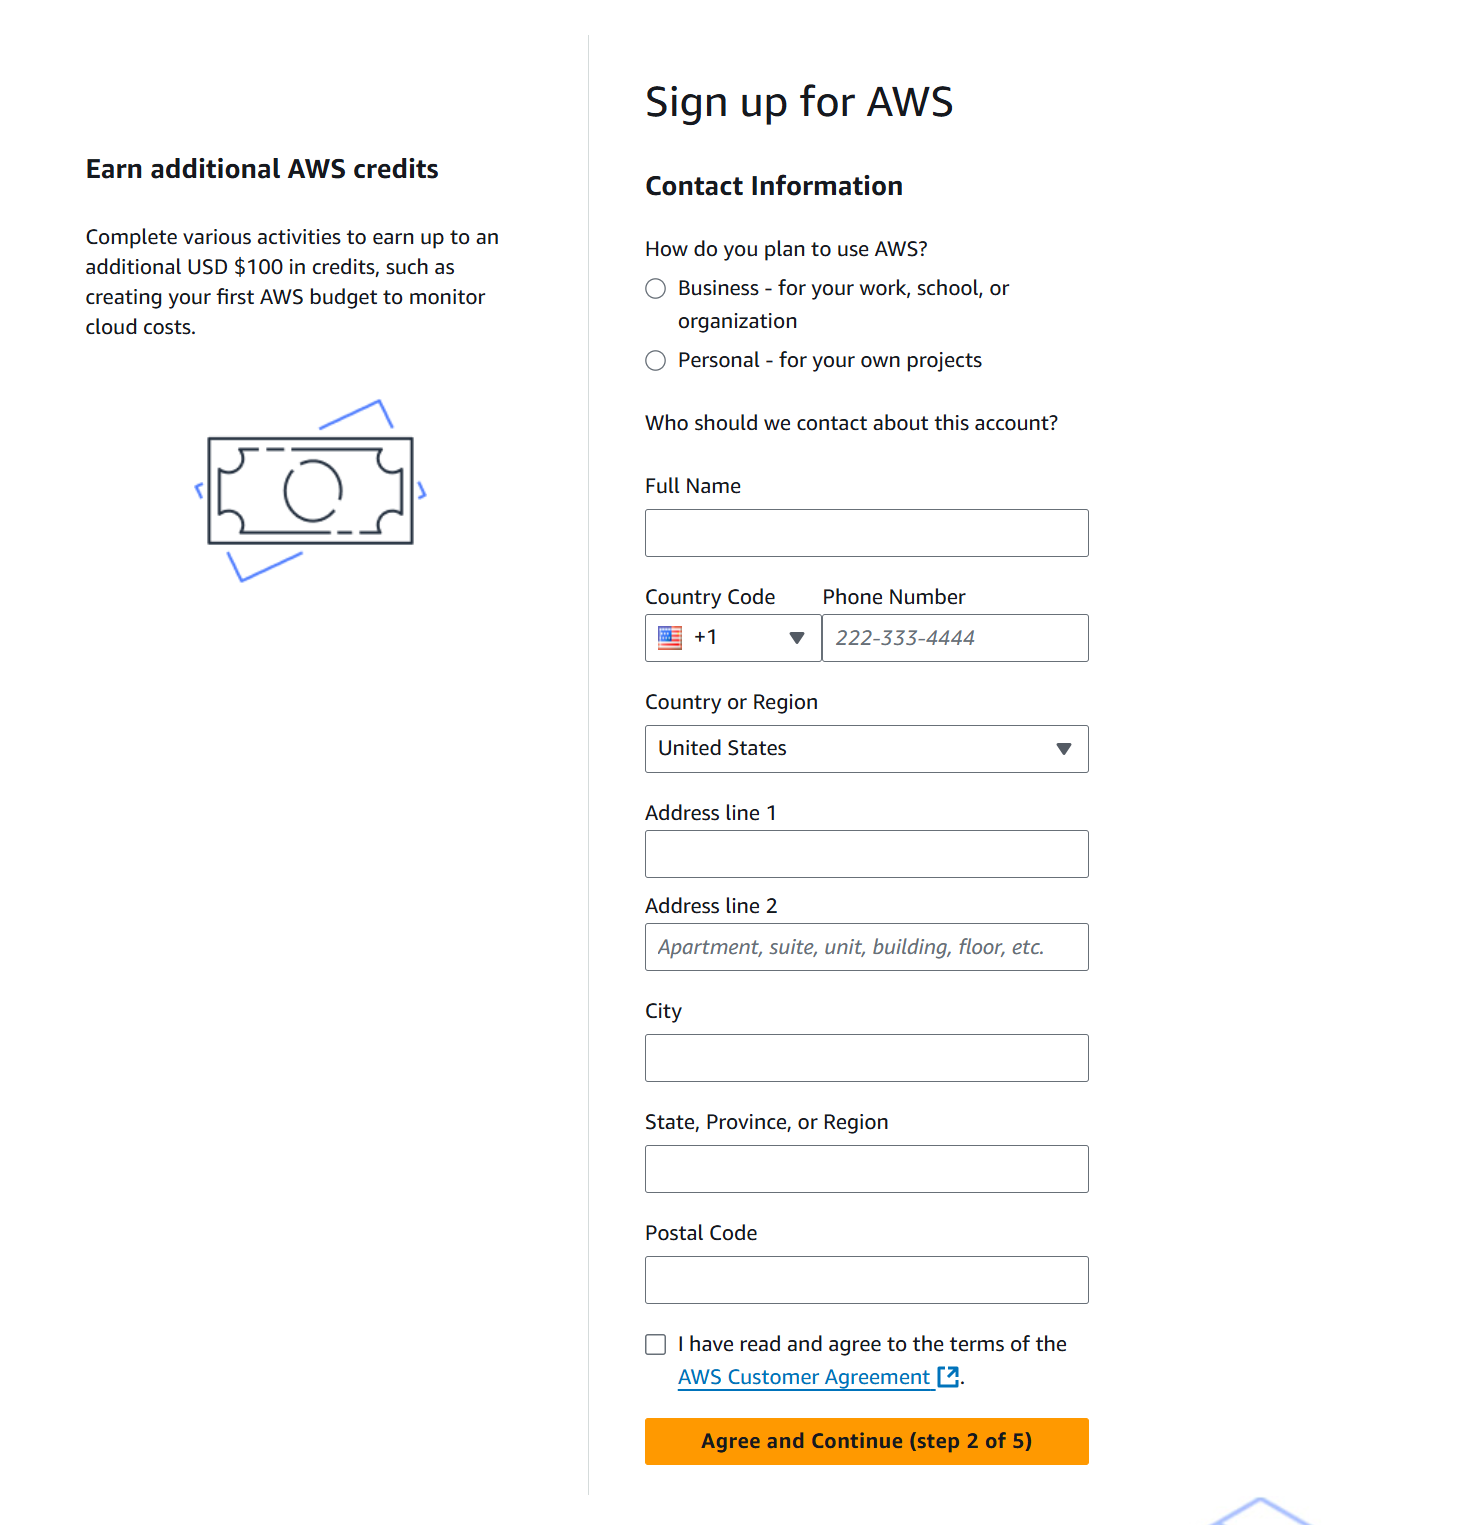 Earn additional AWS credits
Complete various activities to earn up to an
additional USD $100 in credits, such as
creating your first AWS budget to monitor
cloud costs.
Sign up for AWS
Contact Information
How do you plan to use AWS?
Business - for your work, school, or
organization
Personal - for your own projects
Who should we contact about this account?
Full Name
Country Code Phone Number
+1 222-333-4444
Country or Region
United States
Address line 1
Address line 2
Apartment, suite, unit, building, floor, etc.
City
State, Province, or Region
Postal Code
I have read and agree to the terms of the
AWS Customer Agreement.
Agree and Continue (step 2 of 5)